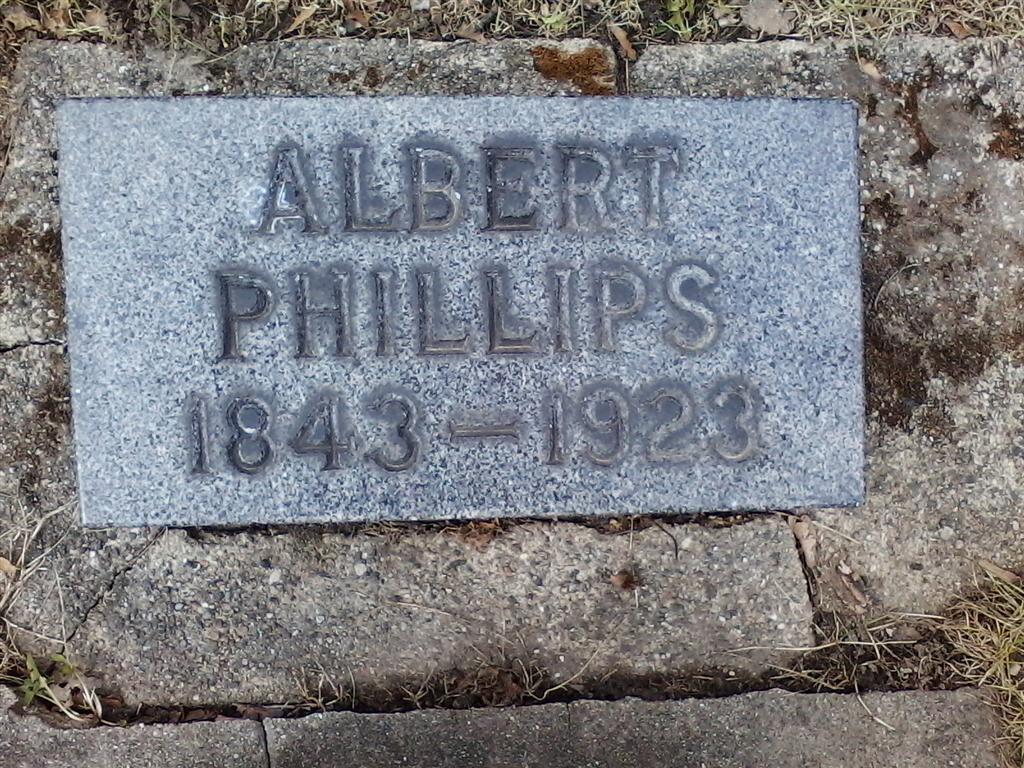 ALBERT
PHILLIPS
1843 — 1923